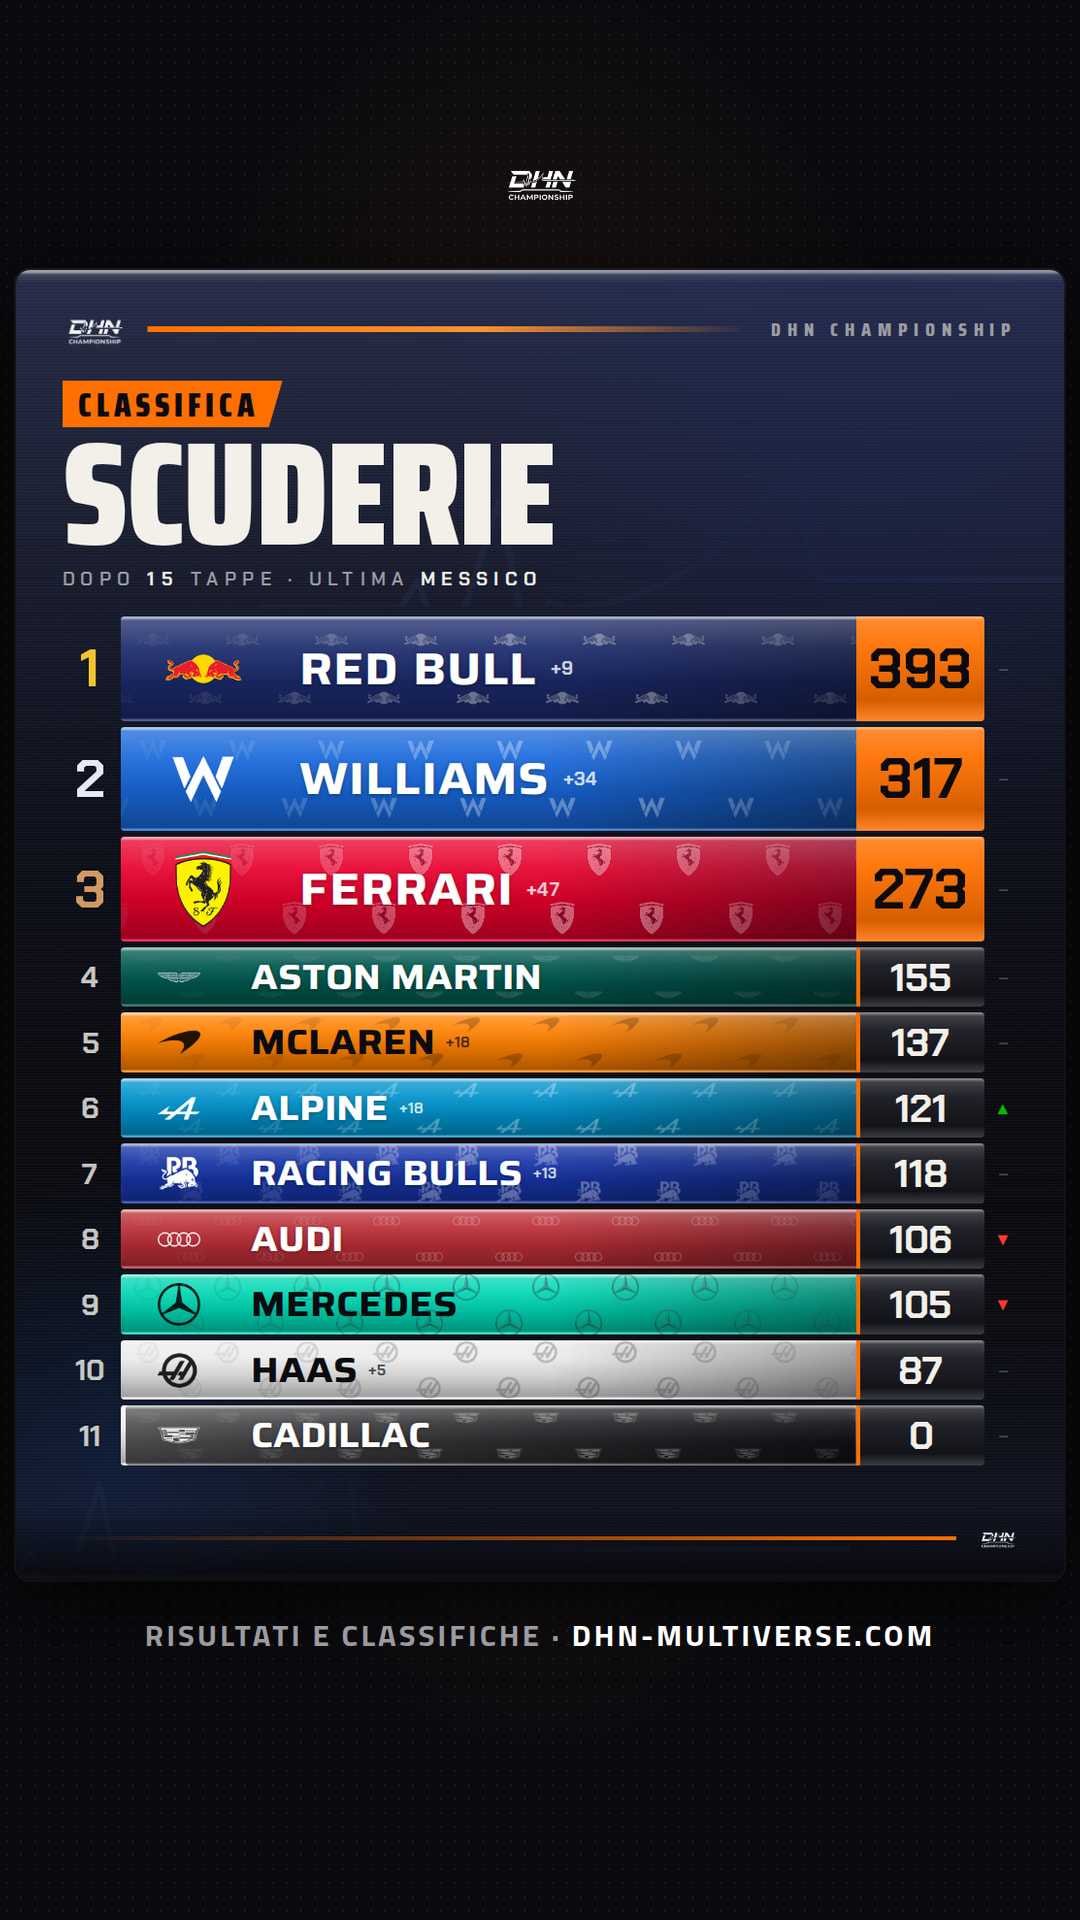 DHN
CHAMPIONSHIP
DHN
CHAMPIONSHIP
DHN CHAMPIONSHIP
CLASSIFICA
SCUDERIE
DOPO 15 TAPPE · ULTIMA MESSICO
1 RED BULL +9 393 –
2 WILLIAMS +34 317 –
3 FERRARI +47 273 –
4 ASTON MARTIN 155 –
5 MCLAREN +18 137 –
6 ALPINE +18 121 ▲
7 RACING BULLS +13 118 –
8 AUDI 106 ▼
9 MERCEDES 105 ▼
10 HAAS +5 87 –
11 CADILLAC 0 –
DHN
CHAMPIONSHIP
RISULTATI E CLASSIFICHE · DHN-MULTIVERSE.COM